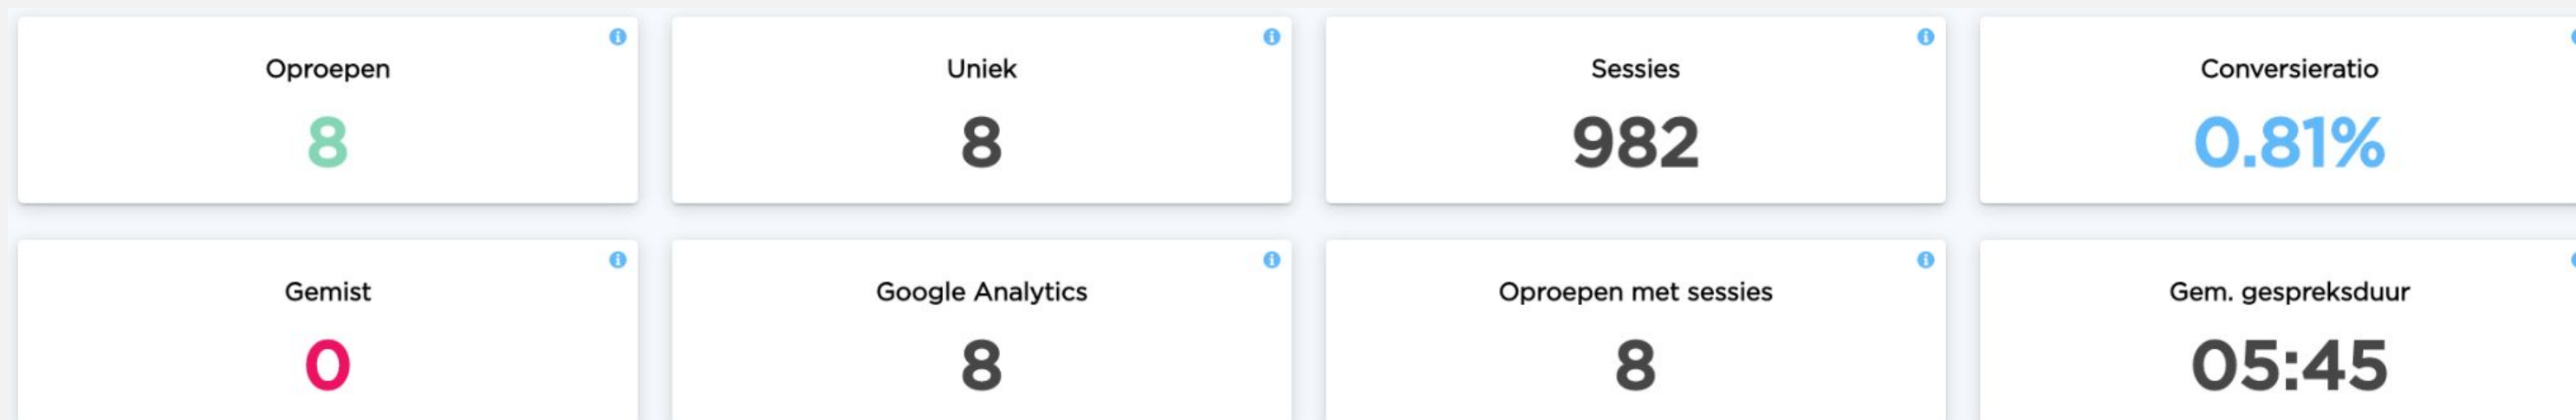 Oproepen
8
Uniek
8
Sessies
982
Conversieratio
0.81%
Gemist
0
Google Analytics
8
Oproepen met sessies
8
Gem. gespreksduur
05:45